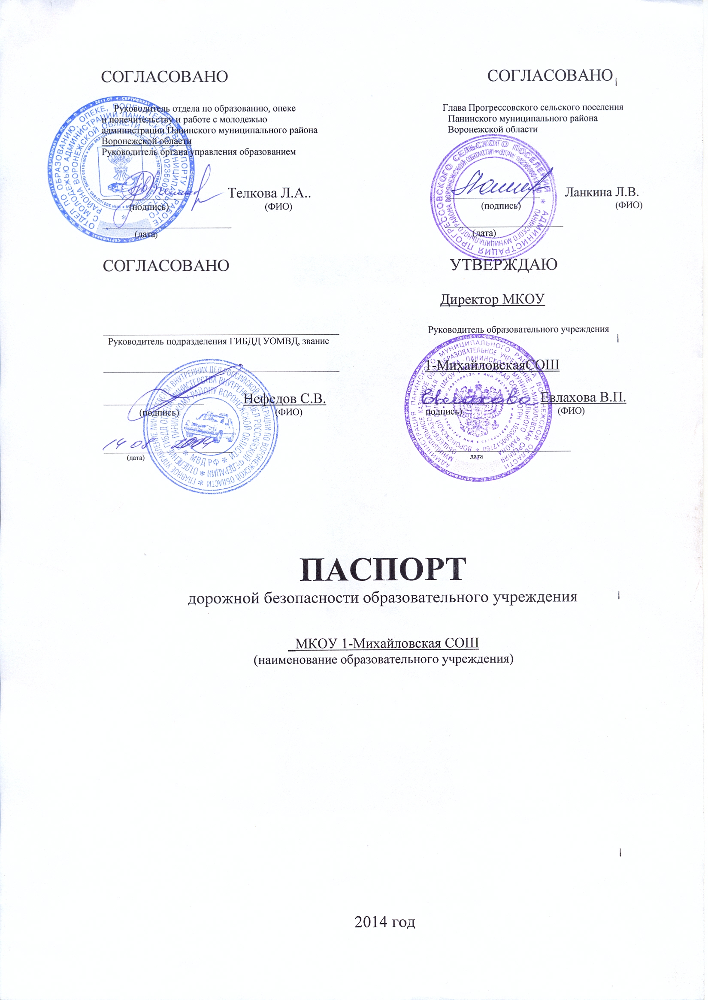 СОГЛАСОВАНО
Руководитель отдела по образованию, опеке
и попечительству и работе с молодежью
администрации Панинского муниципального района
Воронежской области
Руководитель органа управления образованием
Телкова Л.А..
(подпись) (ФИО)
(дата)
СОГЛАСОВАНО
Глава Прогрессовского сельского поселения
Панинского муниципального района
Воронежской области
Ланкина Л.В.
(подпись) (ФИО)
(дата)
СОГЛАСОВАНО
Руководитель подразделения ГИБДД УОМВД, звание
Нефедов С.В.
(подпись) (ФИО)
14 08 2014
(дата)
УТВЕРЖДАЮ
Директор МКОУ
Руководитель образовательного учреждения
1-МихайловскаяСОШ
Евлахова Евлахова В.П.
подпись) (ФИО)
дата
ПАСПОРТ
дорожной безопасности образовательного учреждения
_МКОУ 1-Михайловская СОШ
(наименование образовательного учреждения)
2014 год